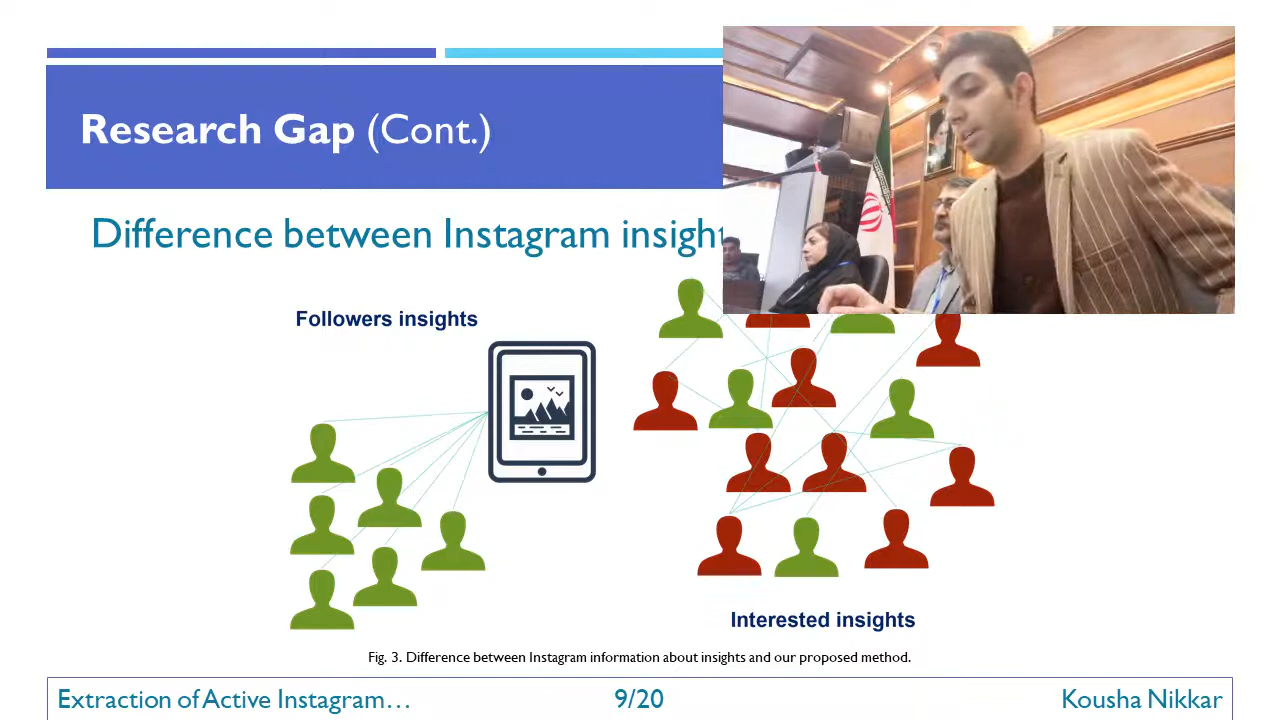 Research Gap (Cont.)
Difference between Instagram insight
Followers insights
Interested insights
Fig. 3. Difference between Instagram information about insights and our proposed method.
Extraction of Active Instagram…
9/20
Kousha Nikkar